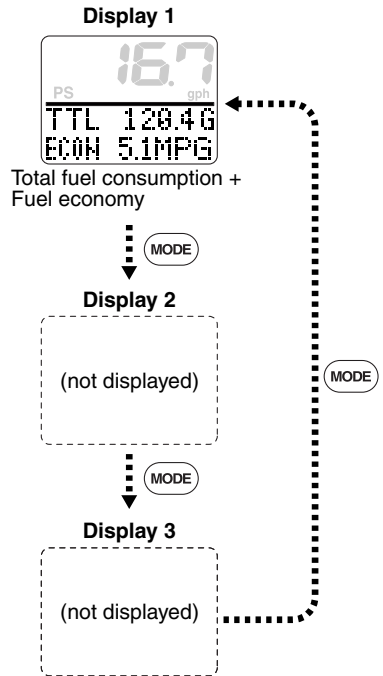 Display 1
16.7
PS gph
TTL 120.4G
ECON 5.1MPG
Total fuel consumption +
Fuel economy
MODE
Display 2
(not displayed)
MODE
MODE
Display 3
(not displayed)